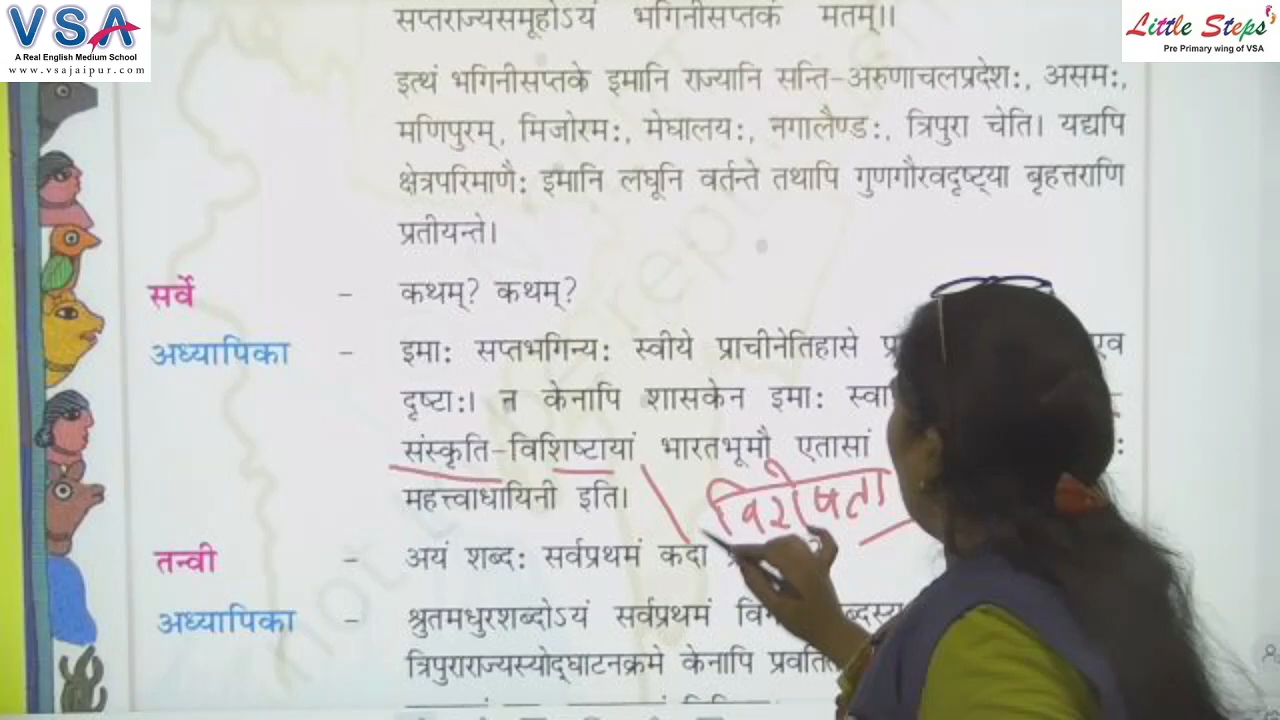 VSA
A Real English Medium School
www.vsajaipur.com
Little Steps
Pre Primary wing of VSA
सप्तराज्यसमूहोऽयं भगिनीसप्तकं मतम्।।
इत्थं भगिनीसप्तके इमानि राज्यानि सन्ति-अरुणाचलप्रदेशः, असमः,
मणिपुरम्, मिजोरमः, मेघालयः, नगालैण्डः, त्रिपुरा चेति। यद्यपि
क्षेत्रपरिमाणैः इमानि लघूनि वर्तन्ते तथापि गुणगौरवदृष्ट्या बृहत्तराणि
प्रतीयन्ते।
सर्वे - कथम्? कथम्?
अध्यापिका - इमाः सप्तभगिन्यः स्वीये प्राचीनेतिहासे एव
दृष्टाः। न केनापि शासकेन इमाः
संस्कृति-विशिष्टायां भारतभूमौ एतासां
महत्त्वाधायिनी इति। विशेषता
तन्वी - अयं शब्दः सर्वप्रथमं कदा
अध्यापिका - श्रुतमधुरशब्दोऽयं सर्वप्रथमं
त्रिपुराराज्यस्योद्घाटनक्रमे केनापि